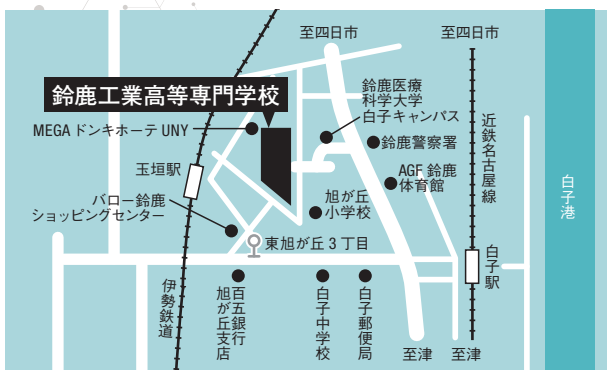 至四日市
至四日市
鈴鹿工業高等専門学校
鈴鹿医療
科学大学
白子キャンパス
MEGA ドンキホーテ UNY
鈴鹿警察署
近鉄名古屋線
玉垣駅
AGF 鈴鹿
体育館
白子港
バロー鈴鹿
ショッピングセンター
旭が丘
小学校
東旭が丘 3 丁目
白子駅
伊勢鉄道
百五銀行
旭が丘支店
白子中学校
白子郵便局
至津
至津